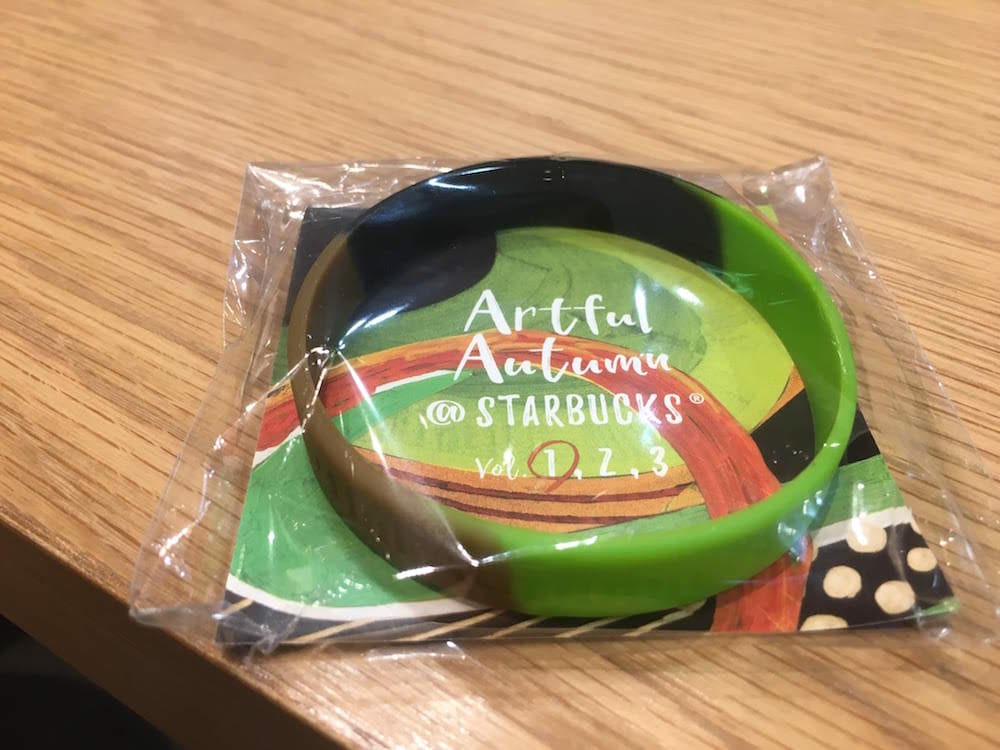 Artful
Autumn
@ STARBUCKS®
Vol. 1, 2, 3